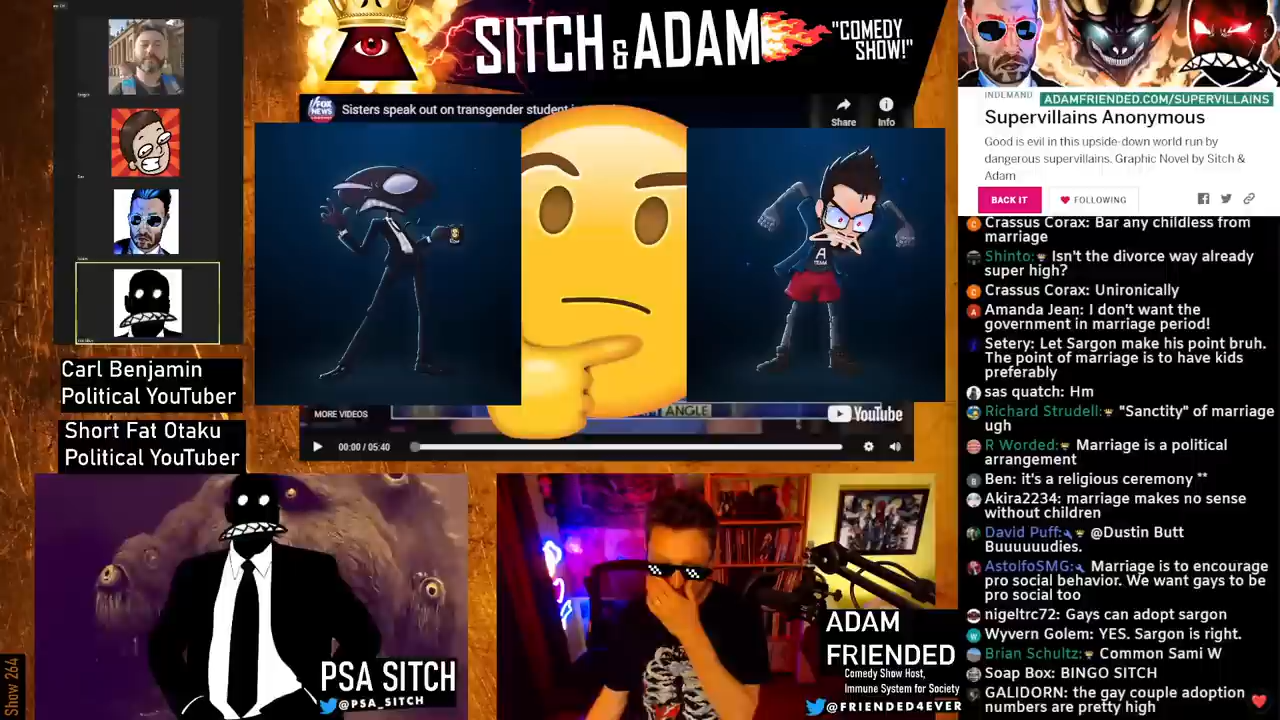 SITCH & ADAM
"COMEDY
SHOW!"
FOX
NEWS
Sisters speak out on transgender student
Share
Info
A
TEAM
ANGLE
MORE VIDEOS
YouTube
00:00 / 05:40
Carl Benjamin
Political YouTuber
Short Fat Otaku
Political YouTuber
PSA SITCH
@PSA_SITCH
Show 264
ADAM
FRIENDED
Comedy Show Host,
Immune System for Society
@FRIENDED4EVER
INDEMAND
ADAMFRIENDED.COM/SUPERVILLAINS
Supervillains Anonymous
Good is evil in this upside-down world run by
dangerous supervillains. Graphic Novel by Sitch &
Adam
BACK IT
FOLLOWING
Crassus Corax: Bar any childless from
marriage
Shinto: Isn't the divorce way already
super high?
Crassus Corax: Unironically
Amanda Jean: I don't want the
government in marriage period!
Setery: Let Sargon make his point bruh.
The point of marriage is to have kids
preferably
sas quatch: Hm
Richard Strudell: "Sanctity" of marriage
ugh
R Worded: Marriage is a political
arrangement
Ben: it's a religious ceremony **
Akira2234: marriage makes no sense
without children
David Puff: @Dustin Butt
Buuuuuudies.
AstolfoSMG: Marriage is to encourage
pro social behavior. We want gays to be
pro social too
nigeltrc72: Gays can adopt sargon
Wyvern Golem: YES. Sargon is right.
Brian Schultz: Common Sami W
Soap Box: BINGO SITCH
GALIDORN: the gay couple adoption
numbers are pretty high